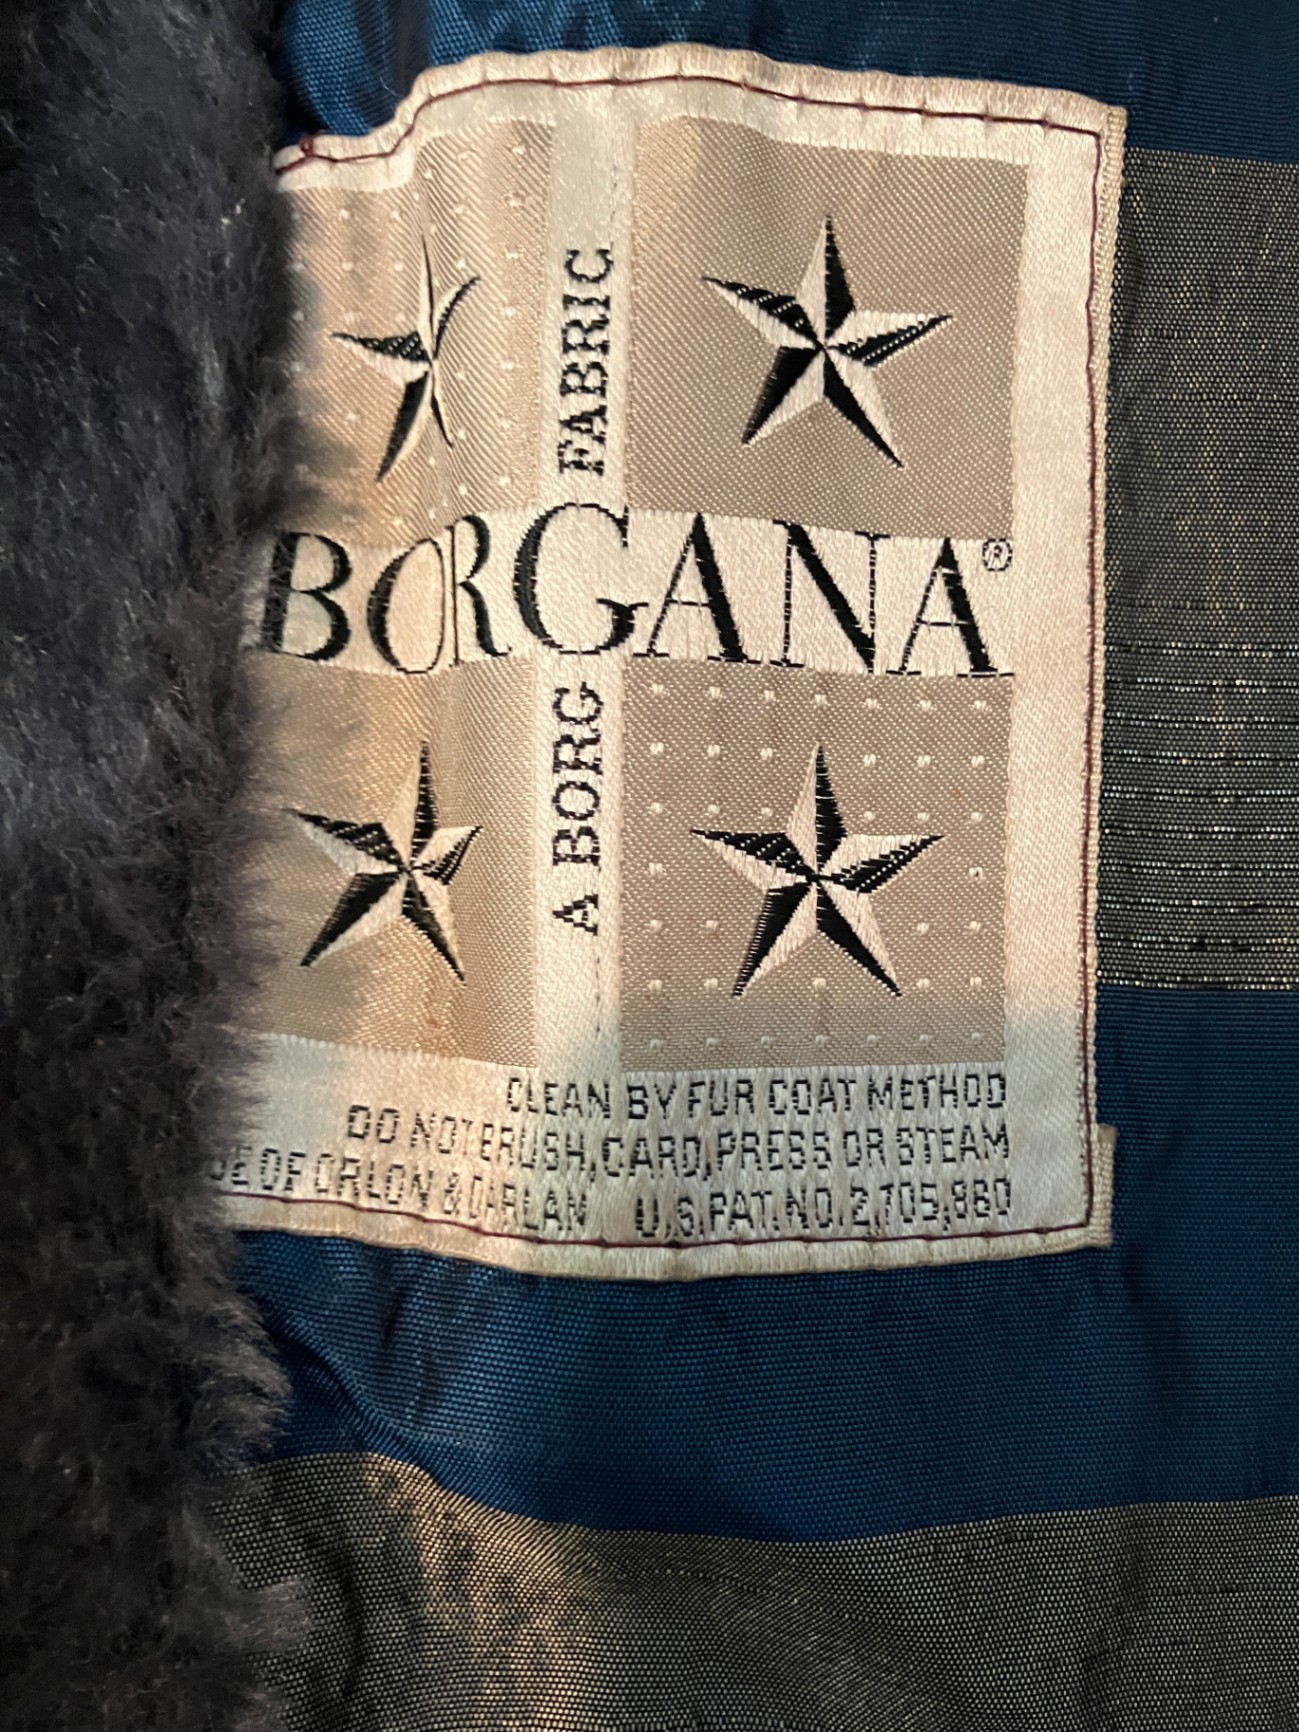 A BORG FABRIC
BORGANA®
CLEAN BY FUR COAT METHOD
DO NOT BRUSH, CARD, PRESS OR STEAM
OF ORLON & DARLAN U.S. PAT. NO. 2,705,880